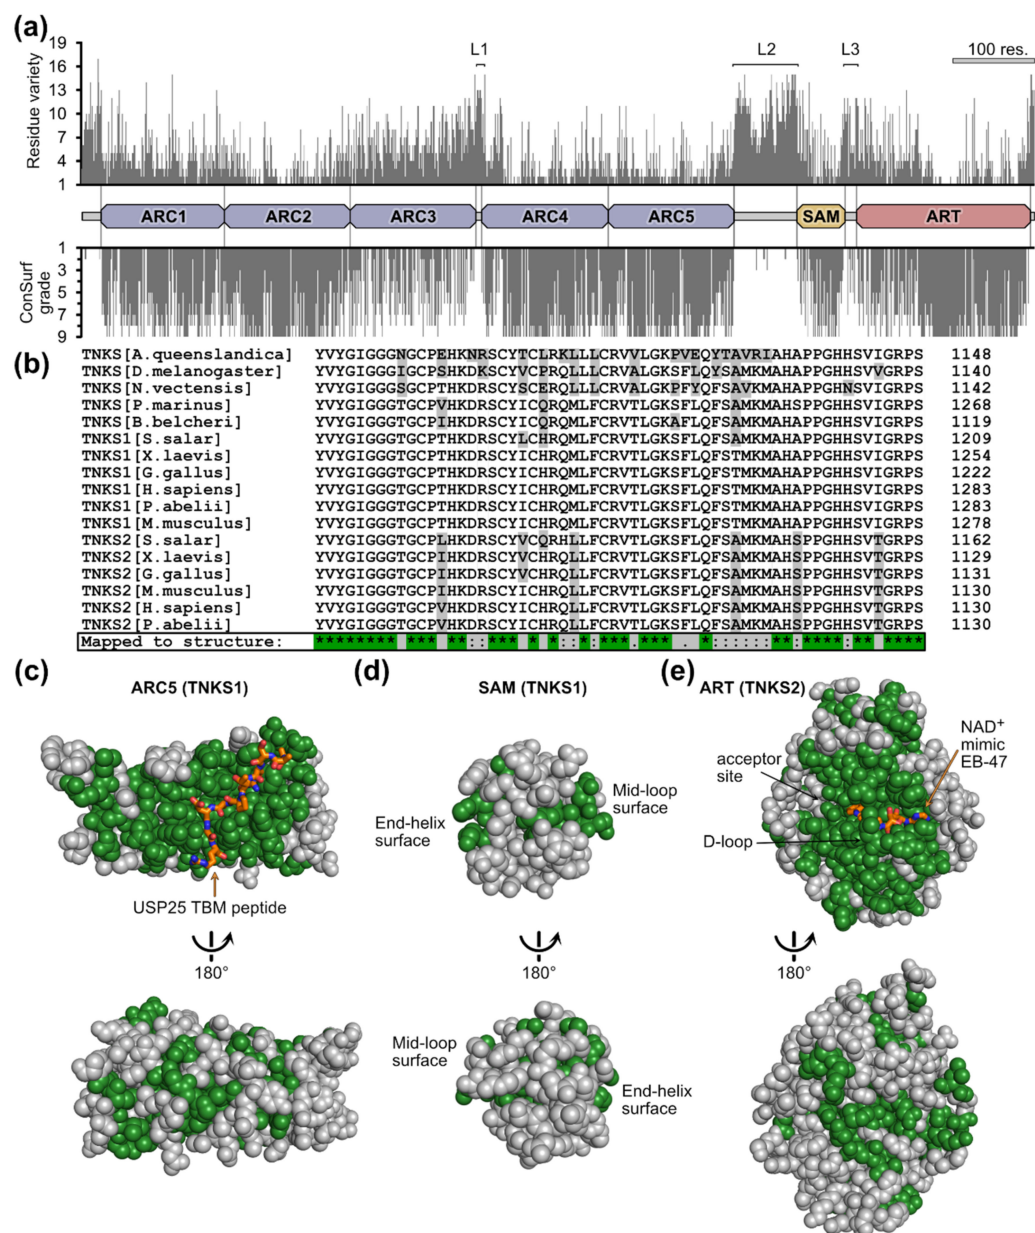 (a)
19
16
13
10
7
4
1
Residue variety
L1
L2
L3
100 res.
ARC1
ARC2
ARC3
ARC4
ARC5
SAM
ART
1
3
5
7
9
ConSurf
grade
(b)
TNKS[A.queenslandica] YVYGIGGGNGCPEHKNRSCYTCLRKLLLCRVVLGKPVEQYTAVRIAHAPPGHHSVIGRPS 1148
TNKS[D.melanogaster] YVYGIGGGIGCPSHKDKSCYVCPRQLLLCRVALGKSFLQYSAMKMAHAPPGHHSVVGRPS 1140
TNKS[N.vectensis] YVYGIGGGTGCPTHKDRSCYLCERQMLLCRVALGKSPYQFSAVKMAHAPPGHHNVIGRPS 1142
TNKS[P.marinus] YVYGIGGGTGCPVHKDRSCYICQRQMLFCRVTLGKSFLQFSTMKMAHSPPGHHSVIGRPS 1268
TNKS[B.belcheri] YVYGIGGGTGCPIHKDRSCYICQRQMLFCRVTLGKAFLQFSAMKMAHAPPGHHSVIGRPS 1119
TNKS1[S.salar] YVYGIGGGTGCPTHKDRSCYLCHRQMLFCRVTLGKSFLQFSAMKMAHAPPGHHSVIGRPS 1209
TNKS1[X.laevis] YVYGIGGGTGCPTHKDRSCYICHRQMLFCRVTLGKSFLQFSTMKMAHAPPGHHSVIGRPS 1254
TNKS1[G.gallus] YVYGIGGGTGCPTHKDRSCYICHRQMLFCRVTLGKSFLQFSTMKMAHAPPGHHSVIGRPS 1222
TNKS1[H.sapiens] YVYGIGGGTGCPTHKDRSCYICHRQMLFCRVTLGKSFLQFSTMKMAHAPPGHHSVIGRPS 1283
TNKS1[P.abelii] YVYGIGGGTGCPTHKDRSCYICHRQMLFCRVTLGKSFLQFSTMKMAHAPPGHHSVIGRPS 1283
TNKS1[M.musculus] YVYGIGGGTGCPTHKDRSCYICHRQMLFCRVTLGKSFLQFSTMKMAHAPPGHHSVIGRPS 1278
TNKS2[S.salar] YVYGIGGGTGCPLHKDRSCYVCQRHLLFCRVTLGKSFLQFSAMKMAHSPPGHHSVTGRPS 1162
TNKS2[X.laevis] YVYGIGGGTGCPIHKDRSCYVCHRQLLFCRVTLGKSFLQFSAMKMAHSPPGHHSVTGRPS 1129
TNKS2[G.gallus] YVYGIGGGTGCPIHKDRSCYVCHRQLLFCRVTLGKSFLQFSAMKMAHSPPGHHSVTGRPS 1131
TNKS2[M.musculus] YVYGIGGGTGCPIHKDRSCYICHRQLLFCRVTLGKSFLQFSAMKMAHSPPGHHSVTGRPS 1130
TNKS2[H.sapiens] YVYGIGGGTGCPVHKDRSCYICHRQLLFCRVTLGKSFLQFSAMKMAHSPPGHHSVTGRPS 1130
TNKS2[P.abelii] YVYGIGGGTGCPVHKDRSCYICHRQLLFCRVTLGKSFLQFSAMKMAHSPPGHHSVTGRPS 1130
Mapped to structure:
(c)
ARC5 (TNKS1)
USP25 TBM peptide
180°
(d)
SAM (TNKS1)
Mid-loop
surface
End-helix
surface
180°
Mid-loop
surface
End-helix
surface
(e)
ART (TNKS2)
NAD+
mimic
EB-47
acceptor
site
D-loop
180°